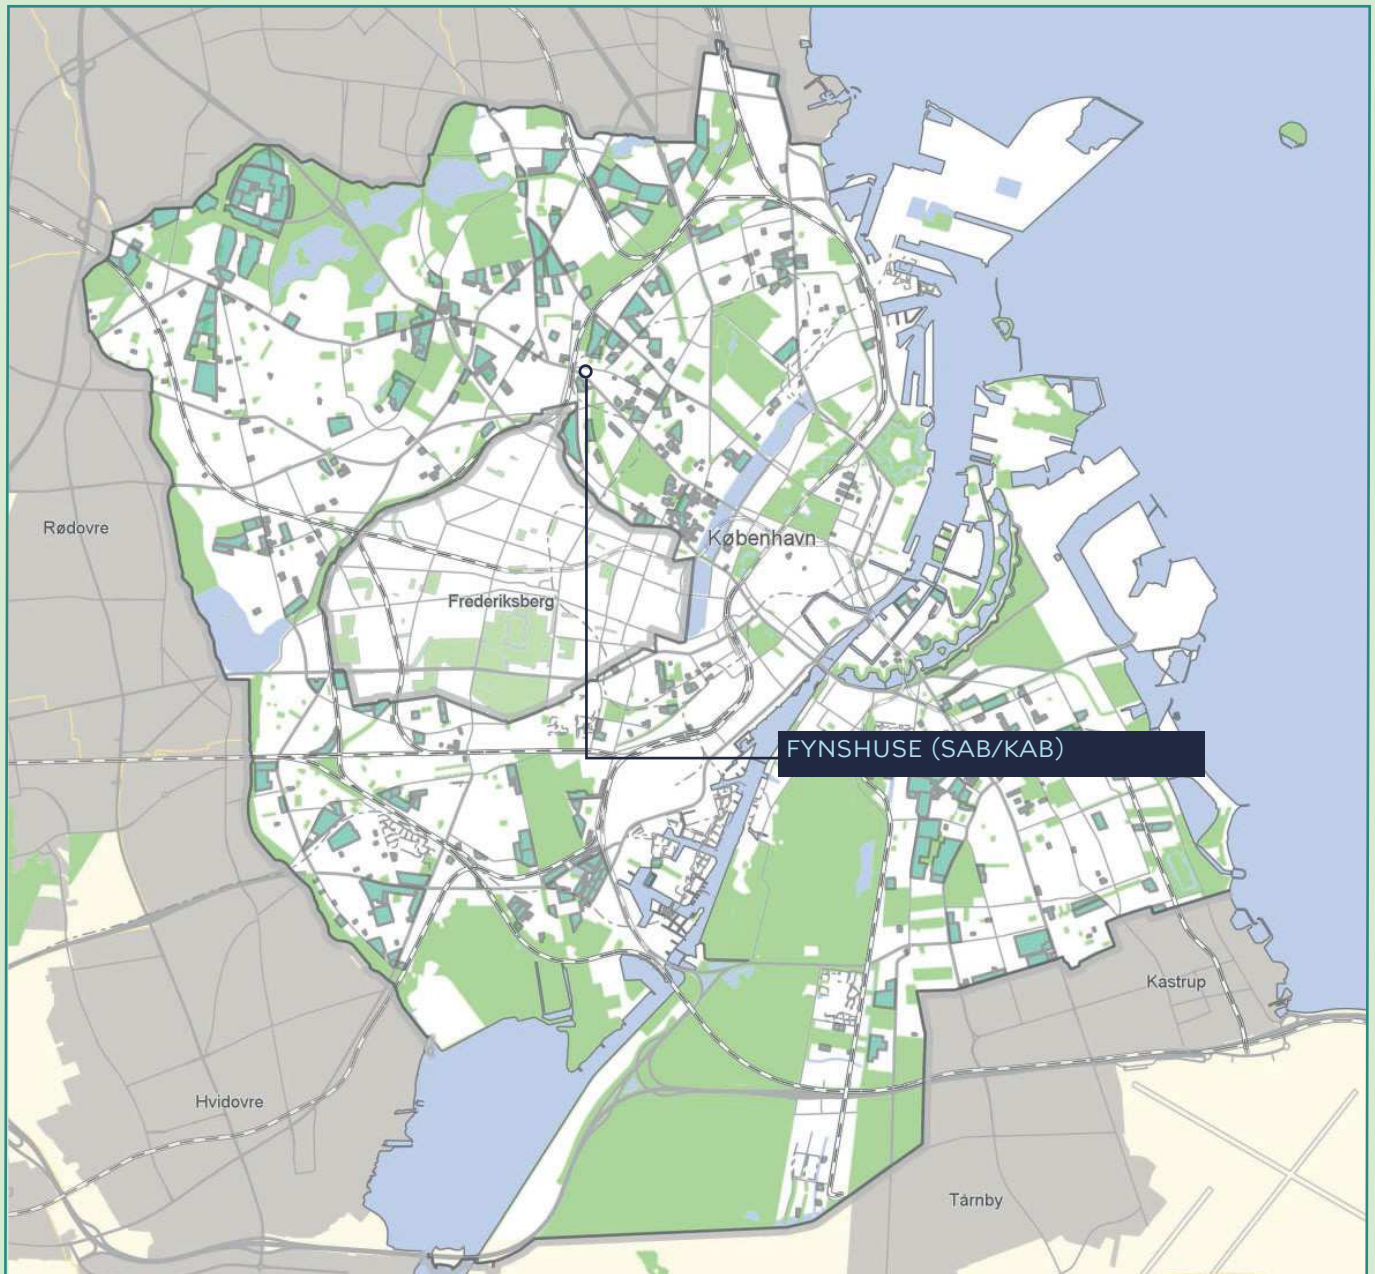 Rødovre
København
Frederiksberg
FYNSHUSE (SAB/KAB)
Kastrup
Hvidovre
Tårnby